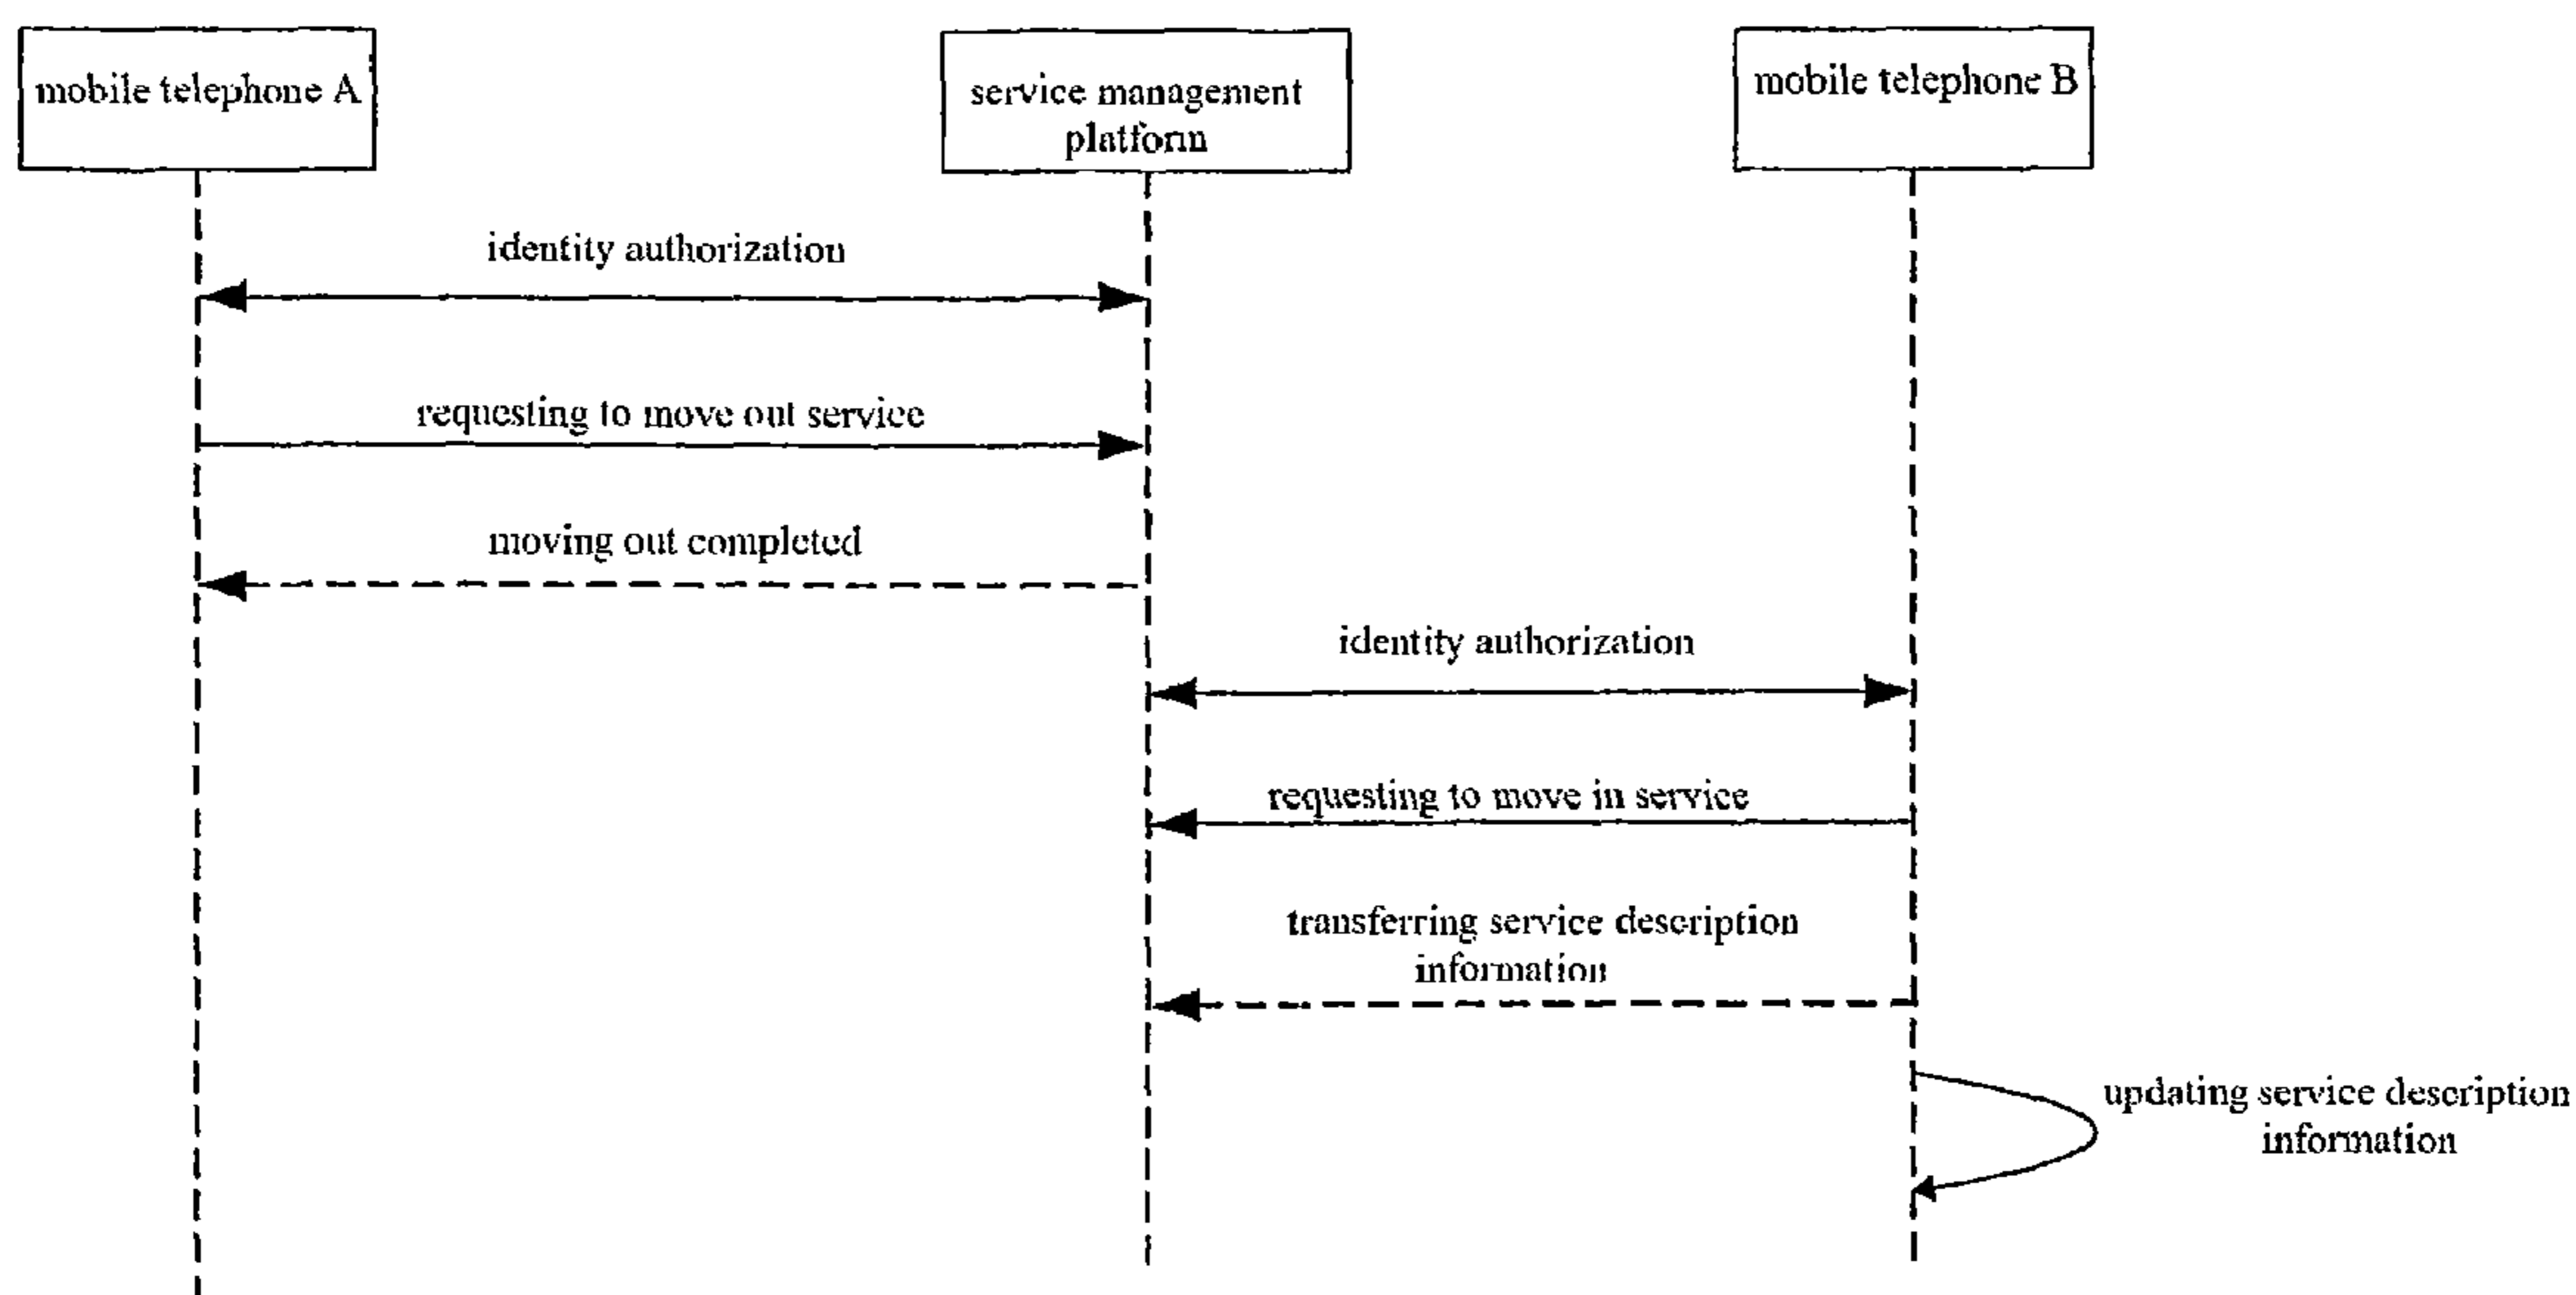 mobile telephone A
service management
platform
mobile telephone B
identity authorization
requesting to move out service
moving out completed
identity authorization
requesting to move in service
transferring service description
information
updating service description
information